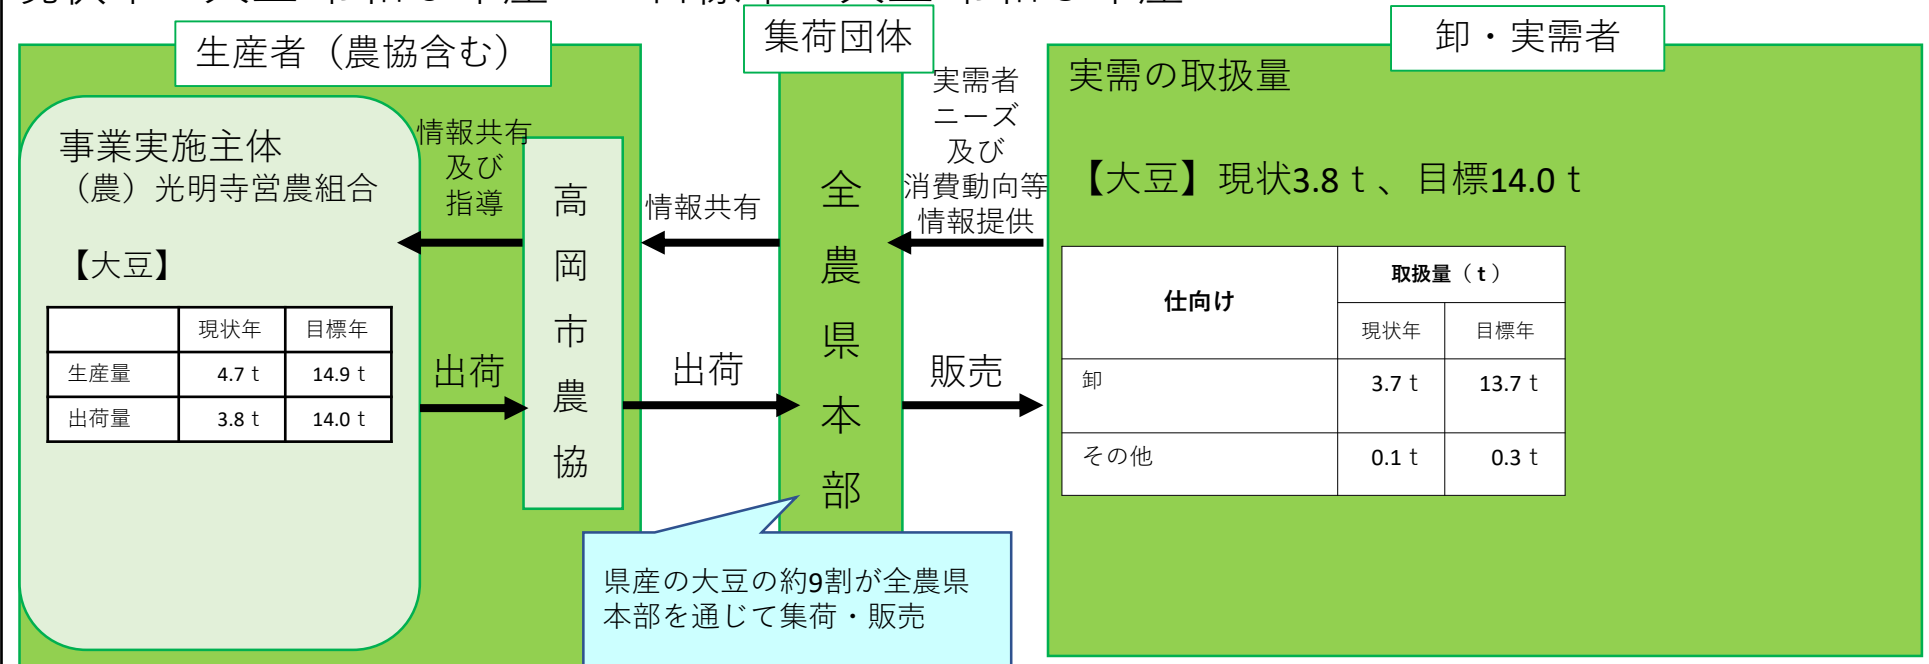 生産者（農協含む）
集荷団体
卸・実需者
事業実施主体
（農）光明寺営農組合
【大豆】
現状年 目標年
生産量 4.7ｔ 14.9ｔ
出荷量 3.8ｔ 14.0ｔ
情報共有
及び
指導
出荷
高岡市農協
情報共有
出荷
全農県本部
県産の大豆の約9割が全農県
本部を通じて集荷・販売
実需者
ニーズ
及び
消費動向等
情報提供
販売
実需の取扱量
【大豆】現状3.8ｔ、目標14.0ｔ
仕向け 取扱量（ｔ）
現状年 目標年
卸 3.7ｔ 13.7ｔ
その他 0.1ｔ 0.3ｔ